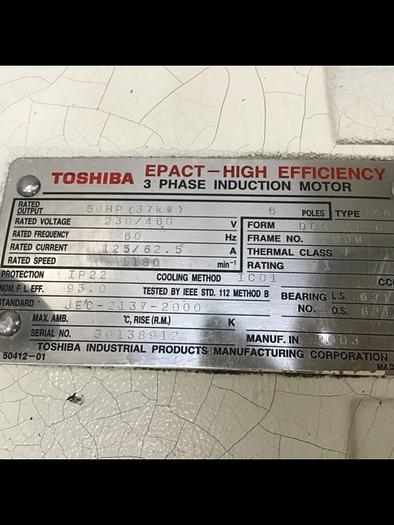 TOSHIBA EPACT-HIGH EFFICIENCY
3 PHASE INDUCTION MOTOR
RATED OUTPUT 50HP(37kW) 6 POLES TYPE
RATED VOLTAGE 230/460 V FORM
RATED FREQUENCY 60 Hz FRAME NO.
RATED CURRENT 125/62.5 A THERMAL CLASS F
RATED SPEED 1180 min⁻¹ RATING S1
PROTECTION IP22 COOLING METHOD IC01
NOM. F. L. EFF. 93.0 TESTED BY IEEE STD. 112 METHOD B BEARING NO. L.S.
STANDARD JEC-2137-2000 O.S.
MAX. AMB. ℃, RISE (R.M.) K
SERIAL NO. MANUF. IN 2003
TOSHIBA INDUSTRIAL PRODUCTS MANUFACTURING CORPORATION
50412-01 MAD